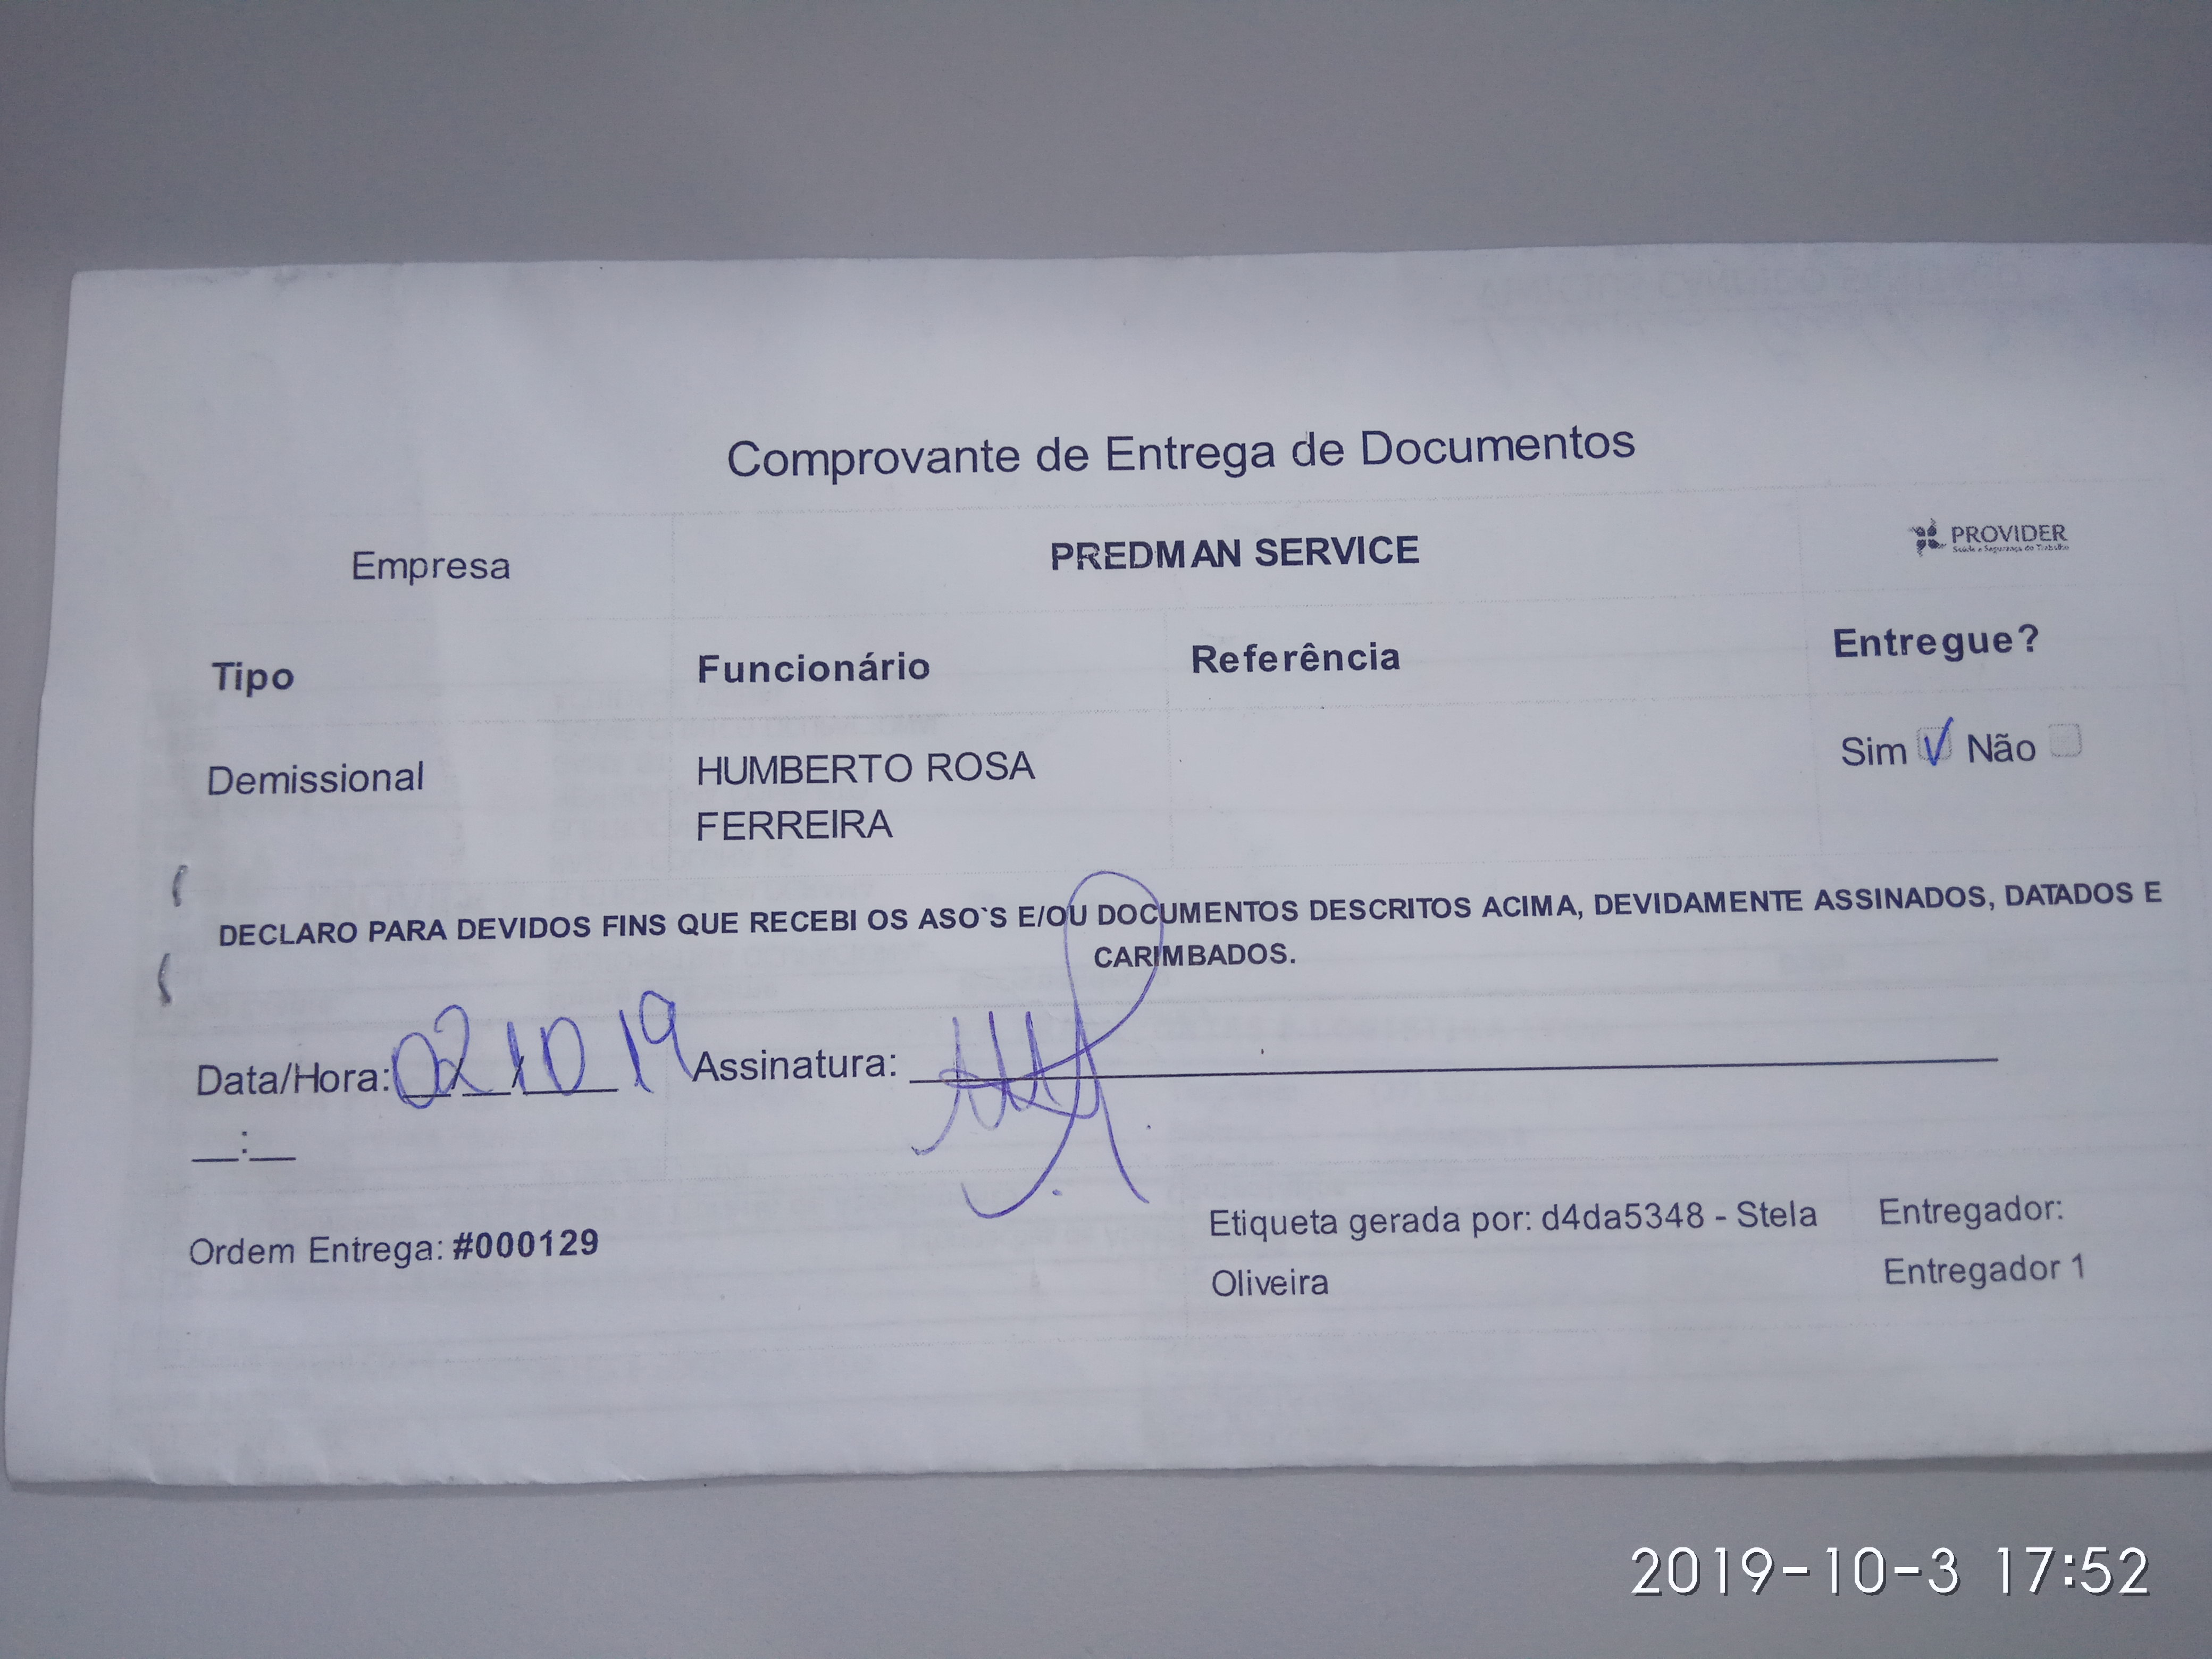 Comprovante de Entrega de Documentos
Empresa
PREDMAN SERVICE
PROVIDER
Saúde e Segurança do Trabalho
Tipo
Funcionário
Referência
Entregue?
Demissional
HUMBERTO ROSA
FERREIRA
Sim Não
DECLARO PARA DEVIDOS FINS QUE RECEBI OS ASO`S E/OU DOCUMENTOS DESCRITOS ACIMA, DEVIDAMENTE ASSINADOS, DATADOS E
CARIMBADOS.
Data/Hora: 02/10 19 Assinatura:
__:__
Ordem Entrega: #000129
Etiqueta gerada por: d4da5348 - Stela
Oliveira
Entregador:
Entregador 1
2019-10-3 17:52